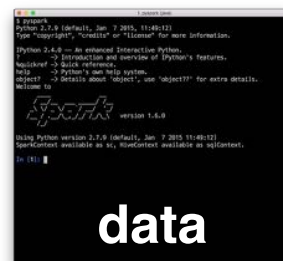 $ pyspark
Python 2.7.9 (default, Jan  7 2015, 11:49:12)
Type "copyright", "credits" or "license" for more information.
IPython 2.4.0 -- An enhanced Interactive Python.
?         -> Introduction and overview of IPython's features.
%quickref -> Quick reference.
help      -> Python's own help system.
object?   -> Details about 'object', use 'object??' for extra details.
Welcome to
Spark
version 1.6.0
Using Python version 2.7.9 (default, Jan  7 2015 11:49:12)
SparkContext available as sc, HiveContext available as sqlContext.
In [1]:
data